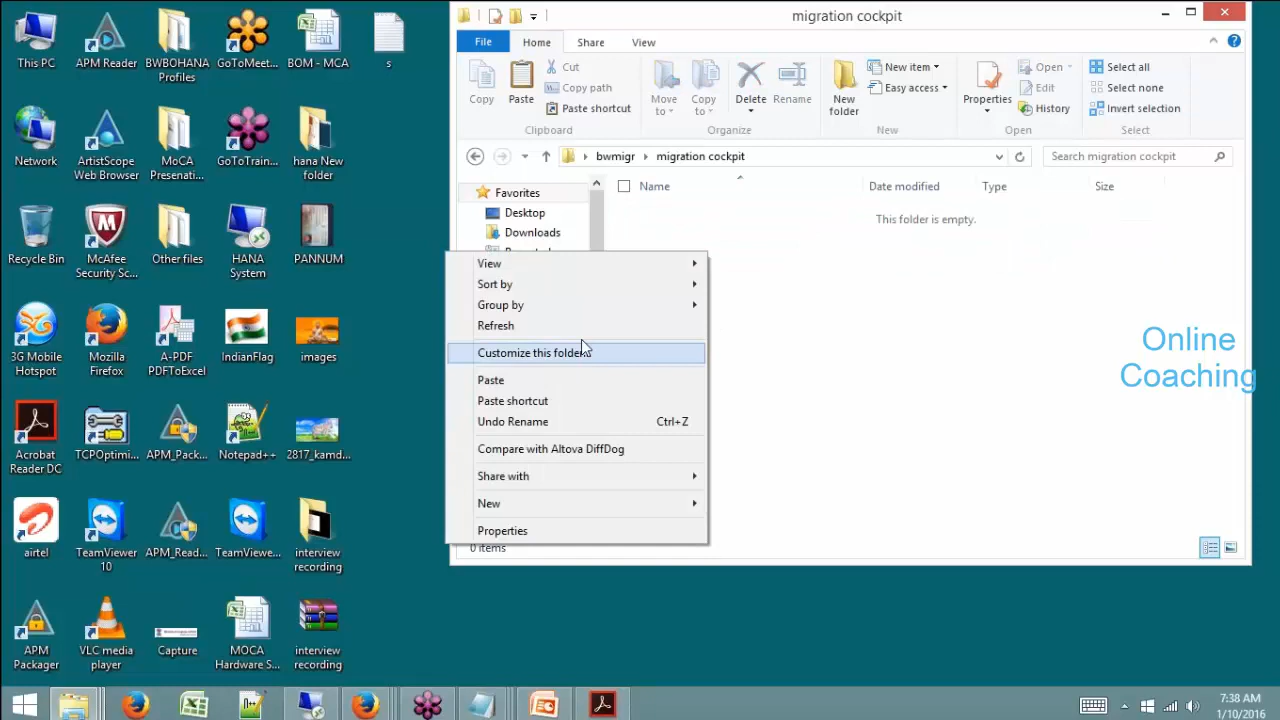 This PC
APM Reader
BWBOHANA
Profiles
GoToMeet...
BOM - MCA
s
Network
ArtistScope
Web Browser
MoCA
Presenati...
GoToTrain...
hana New
folder
Recycle Bin
McAfee
Security Sc...
Other files
HANA
System
PANNUM
3G Mobile
Hotspot
Mozilla
Firefox
A-PDF
PDFToExcel
IndianFlag
images
Acrobat
Reader DC
TCPOptimi...
APM_Pack...
Notepad++
2817_kamd...
airtel
TeamViewer
10
APM_Read...
TeamViewe...
interview
recording
APM
Packager
VLC media
player
Capture
MOCA
Hardware S...
interview
recording
migration cockpit
File
Home
Share
View
Copy
Paste
Cut
Copy path
Paste shortcut
Clipboard
Move
to
Copy
to
Delete
Rename
Organize
New
folder
New item
Easy access
New
Properties
Open
Edit
History
Open
Select all
Select none
Invert selection
Select
bwmigr
migration cockpit
Search migration cockpit
Favorites
Desktop
Downloads
Name
Date modified
Type
Size
This folder is empty.
View
Sort by
Group by
Refresh
Customize this folder...
Paste
Paste shortcut
Undo Rename Ctrl+Z
Compare with Altova DiffDog
Share with
New
Properties
0 items
Online
Coaching
7:38 AM
1/10/2016